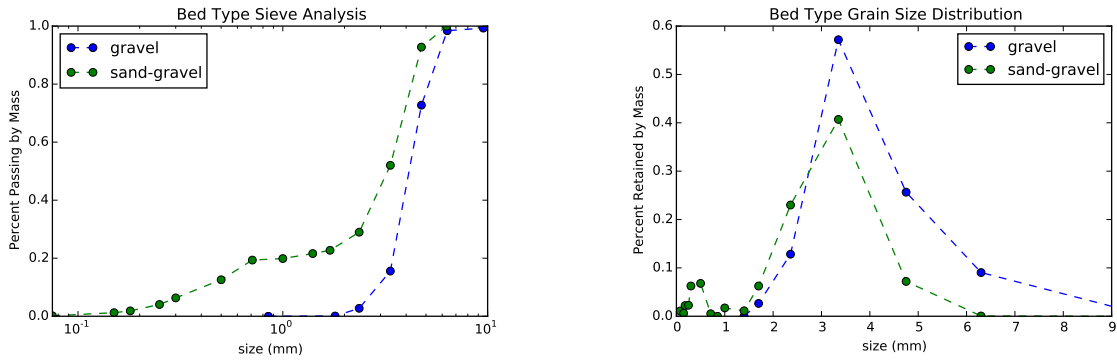 Bed Type Sieve Analysis
1.0
0.8
0.6
0.4
0.2
0.0
Percent Passing by Mass
gravel
sand-gravel
10⁻¹ 10⁰ 10¹
size (mm)
Bed Type Grain Size Distribution
0.6
0.5
0.4
0.3
0.2
0.1
0.0
Percent Retained by Mass
gravel
sand-gravel
0 1 2 3 4 5 6 7 8 9
size (mm)